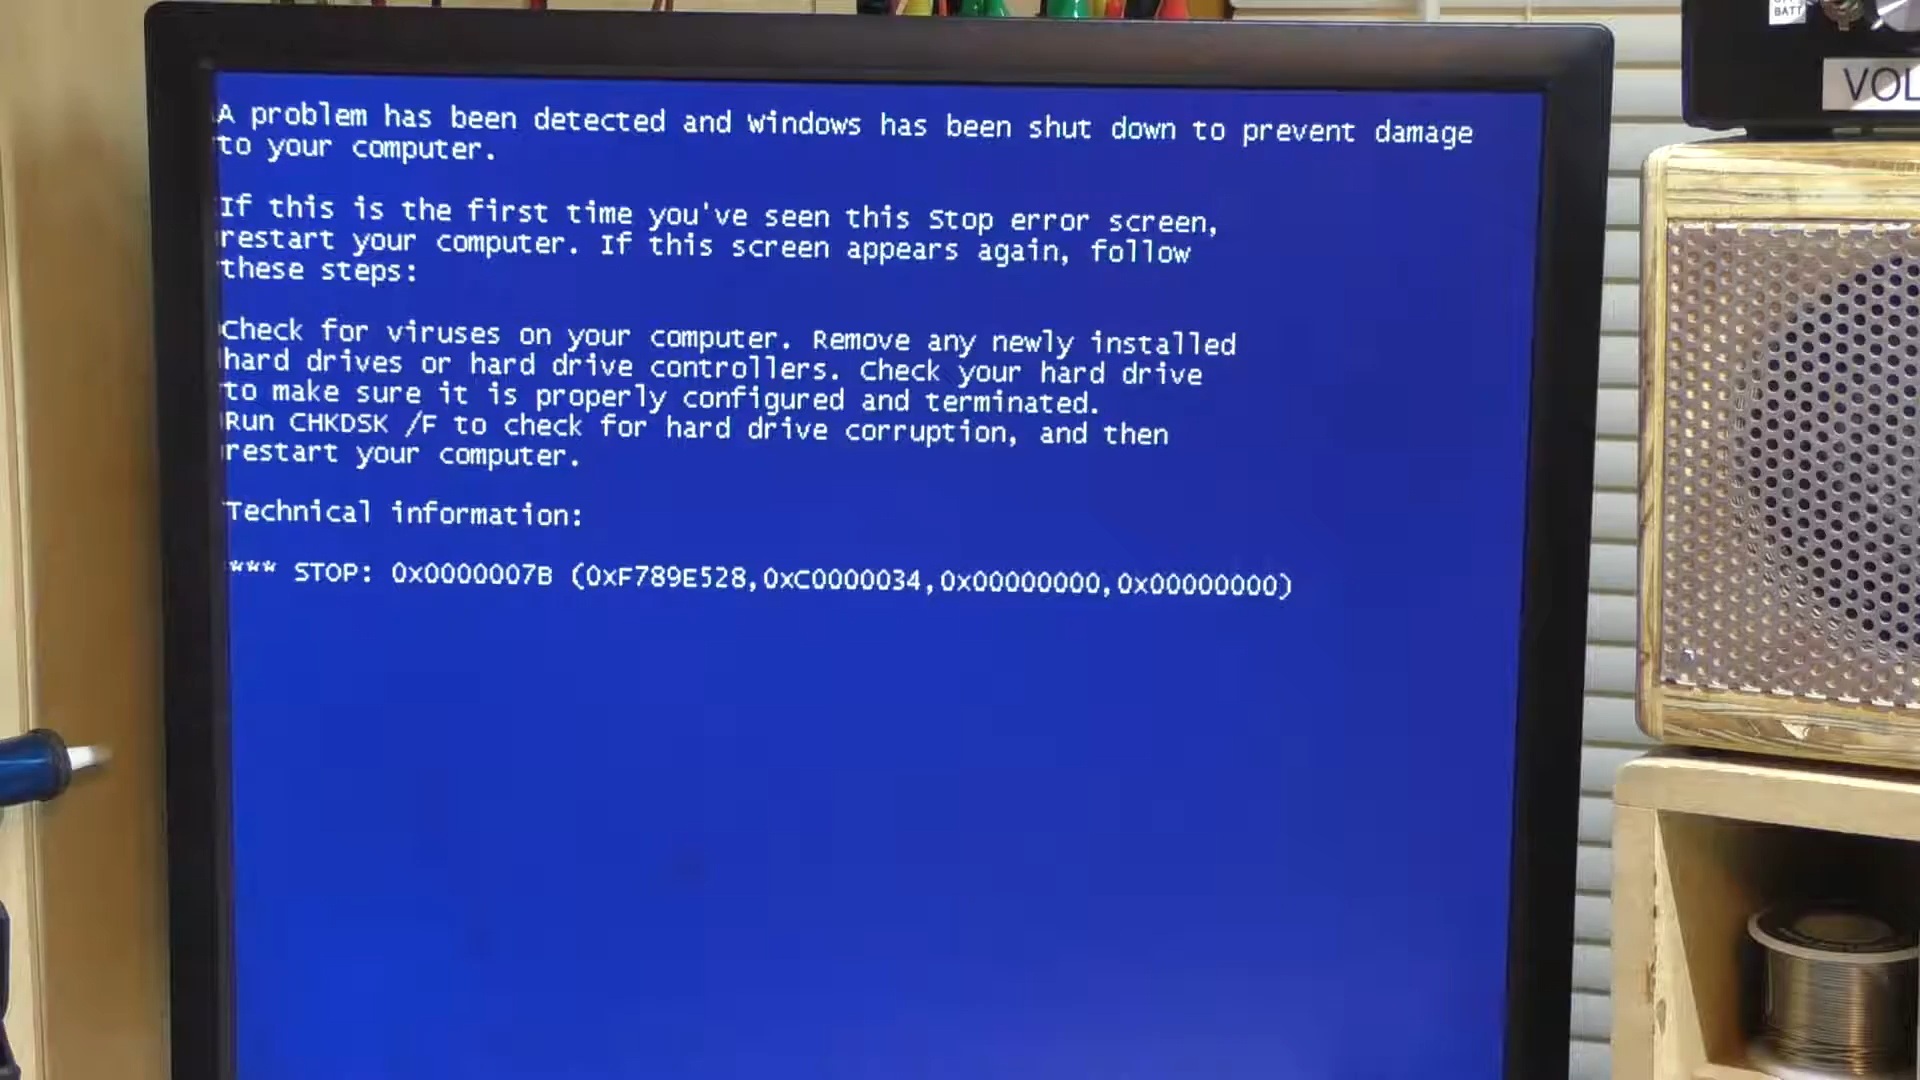 A problem has been detected and Windows has been shut down to prevent damage
to your computer.
If this is the first time you've seen this Stop error screen,
restart your computer. If this screen appears again, follow
these steps:
Check for viruses on your computer. Remove any newly installed
hard drives or hard drive controllers. Check your hard drive
to make sure it is properly configured and terminated.
Run CHKDSK /F to check for hard drive corruption, and then
restart your computer.
Technical information:
*** STOP: 0x0000007B (0xF789E528,0xC0000034,0x00000000,0x00000000)
BATT
VOL